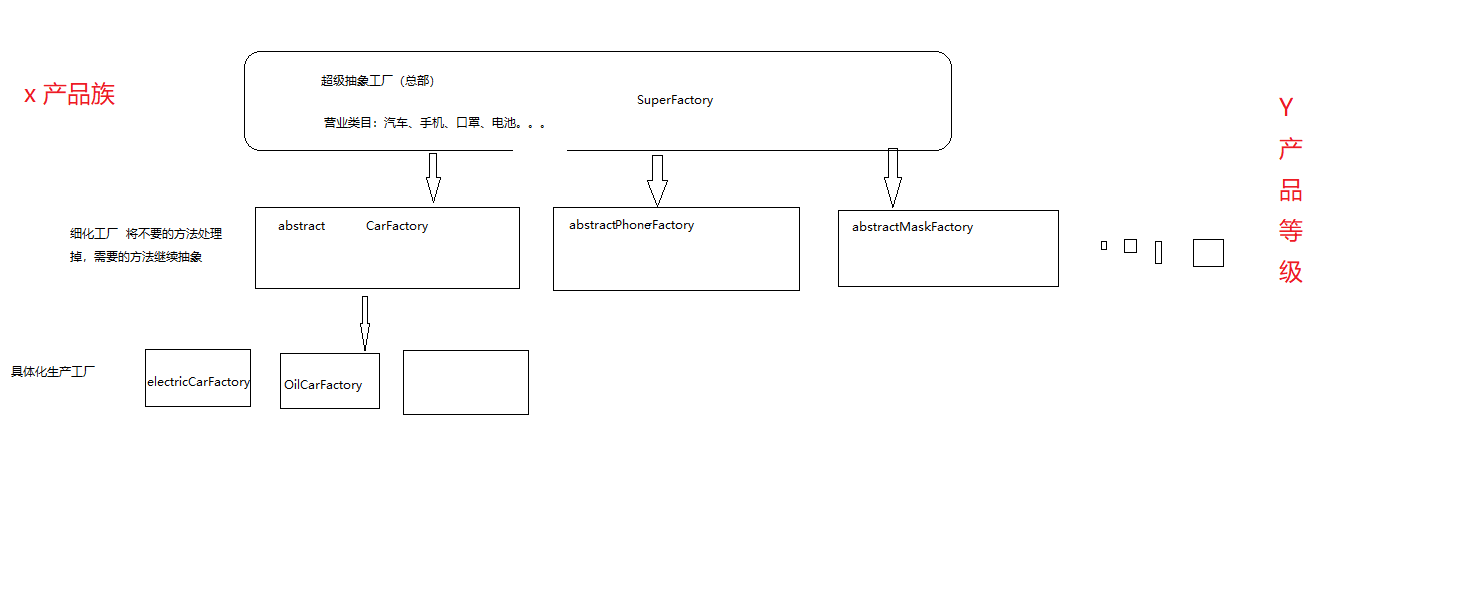 x 产品族
超级抽象工厂（总部）
SuperFactory
营业类目：汽车、手机、口罩、电池。。。
Y
产
品
等
级
细化工厂 将不要的方法处理
掉，需要的方法继续抽象
abstract CarFactory
abstractPhoneFactory
abstractMaskFactory
具体化生产工厂
electricCarFactory
OilCarFactory